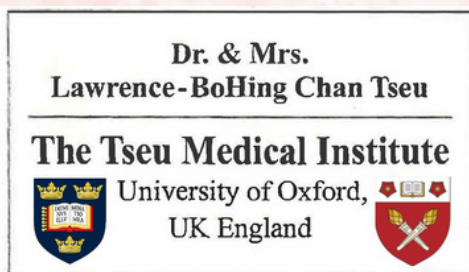 Dr. & Mrs.
Lawrence-BoHing Chan Tseu
The Tseu Medical Institute
University of Oxford,
UK England